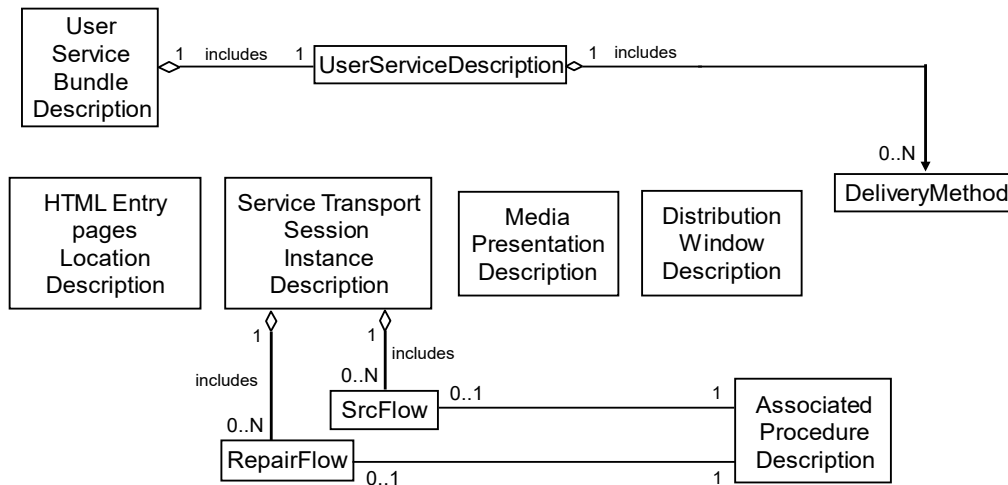 User
Service
Bundle
Description
1 includes 1
UserServiceDescription
1 includes
0..N
DeliveryMethod
HTML Entry
pages
Location
Description
Service Transport
Session
Instance
Description
Media
Presentation
Description
Distribution
Window
Description
1
1
includes
includes
0..N
SrcFlow
0..1
1
0..N
RepairFlow
0..1
1
Associated
Procedure
Description